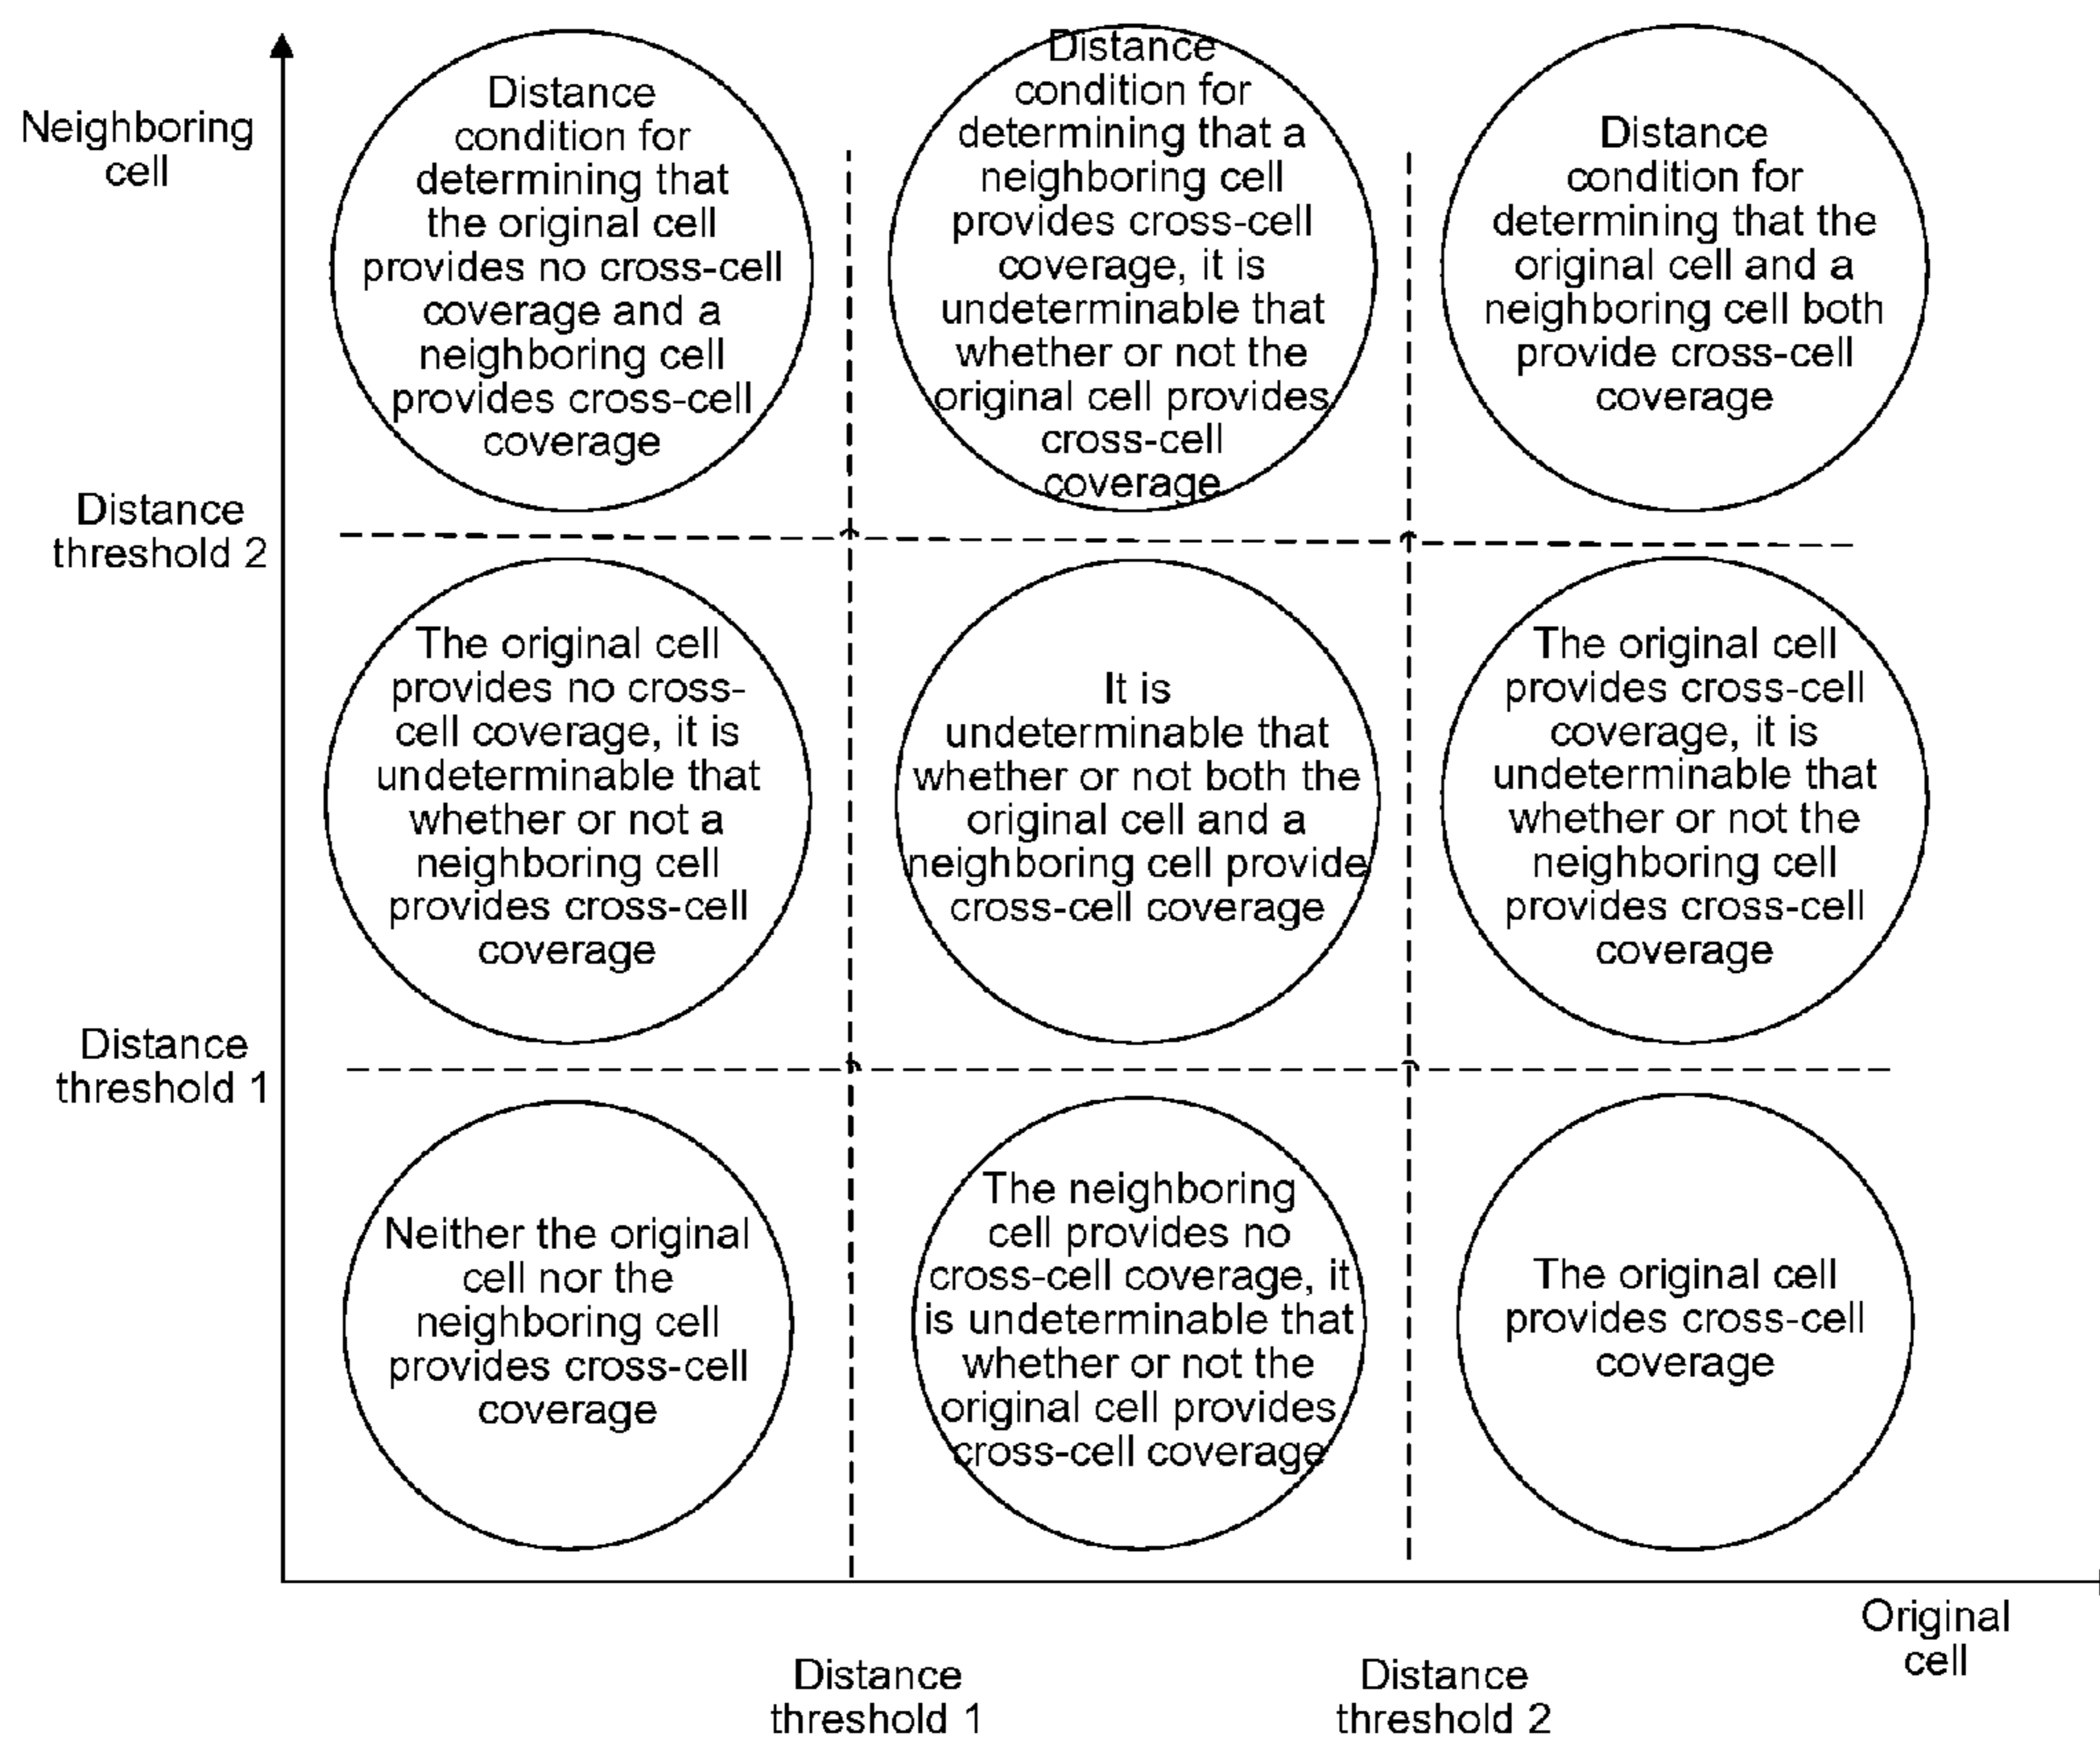 Neighboring
cell
Distance
condition for
determining that
the original cell
provides no cross-cell
coverage and a
neighboring cell
provides cross-cell
coverage
Distance
condition for
determining that a
neighboring cell
provides cross-cell
coverage, it is
undeterminable that
whether or not the
original cell provides
cross-cell
coverage
Distance
condition for
determining that the
original cell and a
neighboring cell both
provide cross-cell
coverage
Distance
threshold 2
The original cell
provides no cross-
cell coverage, it is
undeterminable that
whether or not a
neighboring cell
provides cross-cell
coverage
It is
undeterminable that
whether or not both the
original cell and a
neighboring cell provide
cross-cell coverage
The original cell
provides cross-cell
coverage, it is
undeterminable that
whether or not the
neighboring cell
provides cross-cell
coverage
Distance
threshold 1
Neither the original
cell nor the
neighboring cell
provides cross-cell
coverage
The neighboring
cell provides no
cross-cell coverage, it
is undeterminable that
whether or not the
original cell provides
cross-cell coverage
The original cell
provides cross-cell
coverage
Original
cell
Distance
threshold 1
Distance
threshold 2